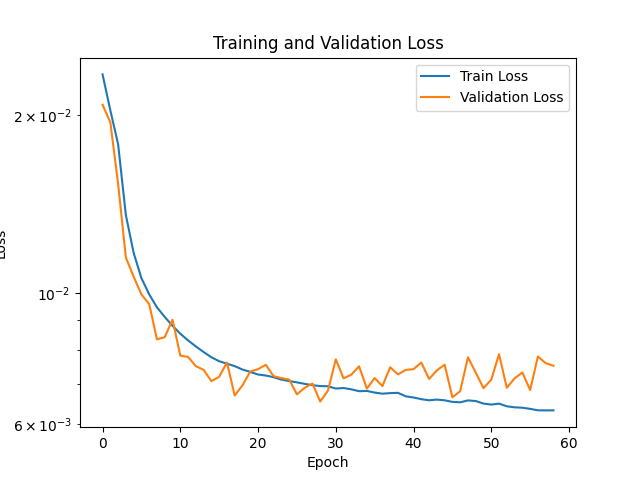 Training and Validation Loss
Train Loss
Validation Loss
2 × 10⁻²
10⁻²
6 × 10⁻³
Loss
0 10 20 30 40 50 60
Epoch